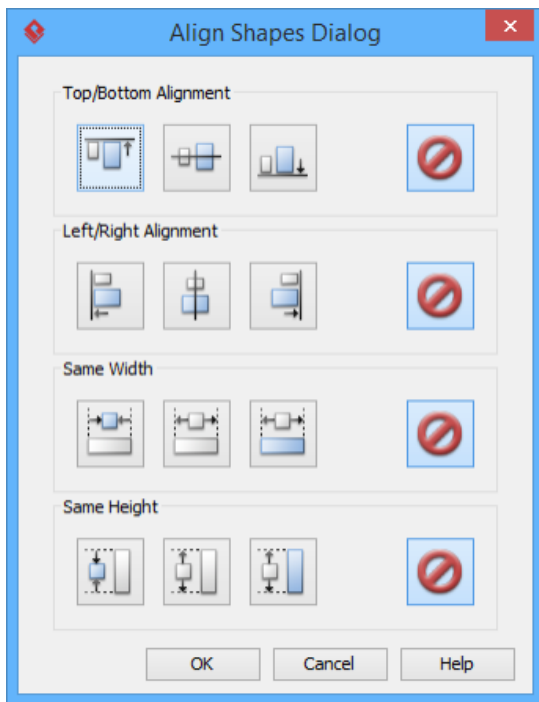 Align Shapes Dialog
Top/Bottom Alignment
Left/Right Alignment
Same Width
Same Height
OK
Cancel
Help